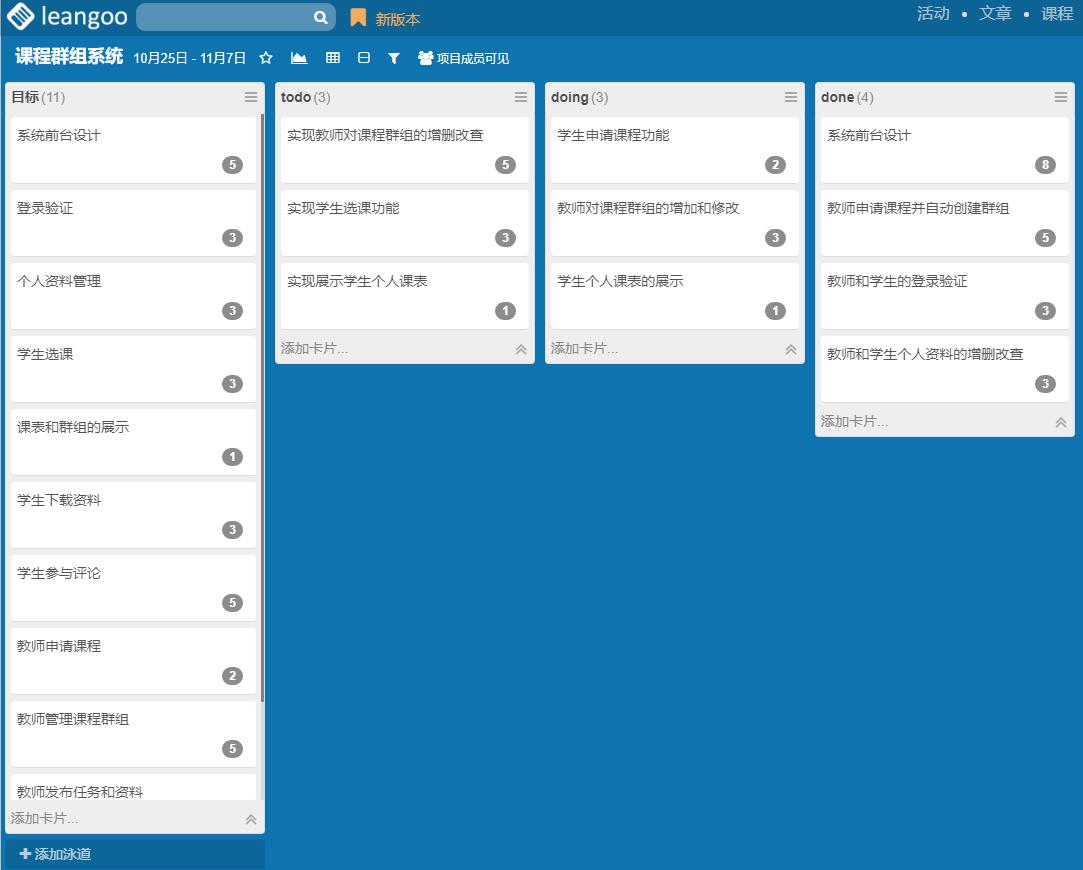 leangoo 新版本 活动 • 文章 • 课程
课程群组系统 10月25日 - 11月7日 项目成员可见
目标 (11)
系统前台设计
5
登录验证
3
个人资料管理
3
学生选课
3
课表和群组的展示
1
学生下载资料
3
学生参与评论
5
教师申请课程
2
教师管理课程群组
5
教师发布任务和资料
添加卡片...
添加泳道
todo (3)
实现教师对课程群组的增删改查
5
实现学生选课功能
3
实现展示学生个人课表
1
添加卡片...
doing (3)
学生申请课程功能
2
教师对课程群组的增加和修改
3
学生个人课表的展示
1
添加卡片...
done (4)
系统前台设计
8
教师申请课程并自动创建群组
5
教师和学生的登录验证
3
教师和学生个人资料的增删改查
3
添加卡片...